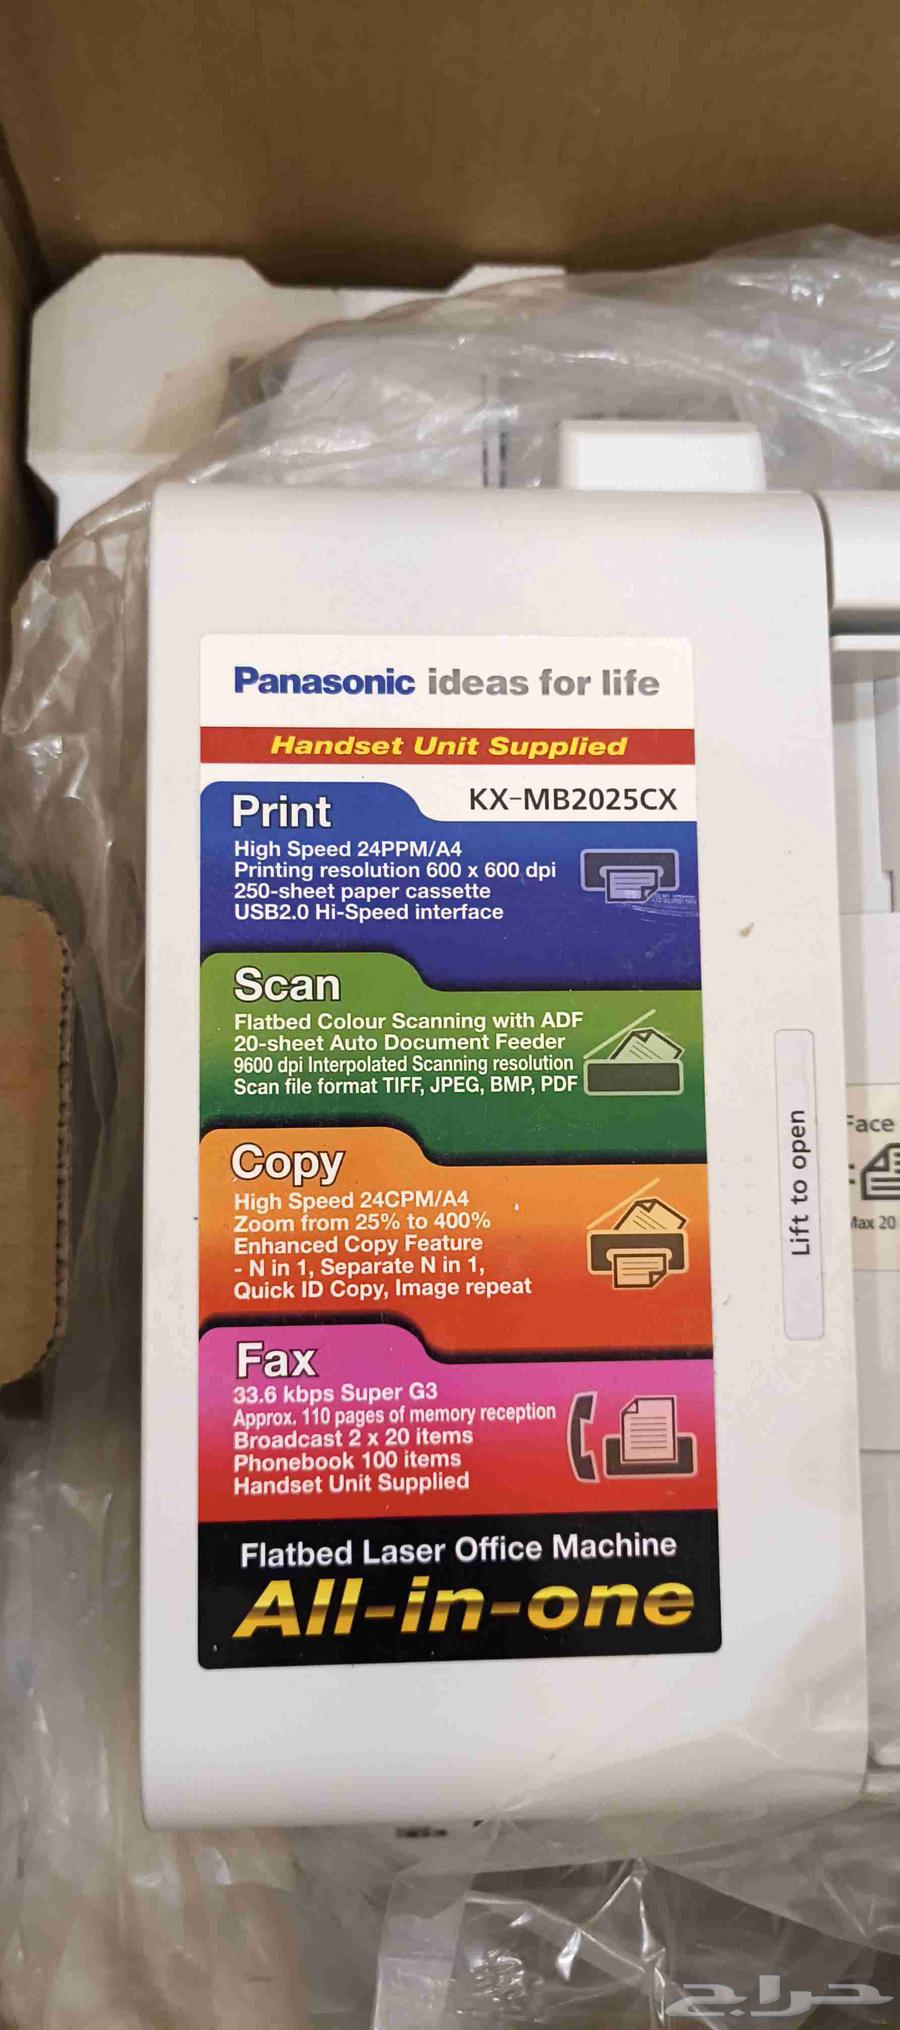 Panasonic ideas for life
Handset Unit Supplied
KX-MB2025CX
Print
High Speed 24PPM/A4
Printing resolution 600 x 600 dpi
250-sheet paper cassette
USB2.0 Hi-Speed interface
Scan
Flatbed Colour Scanning with ADF
20-sheet Auto Document Feeder
9600 dpi Interpolated Scanning resolution
Scan file format TIFF, JPEG, BMP, PDF
Copy
High Speed 24CPM/A4
Zoom from 25% to 400%
Enhanced Copy Feature
- N in 1, Separate N in 1,
Quick ID Copy, Image repeat
Fax
33.6 kbps Super G3
Approx. 110 pages of memory reception
Broadcast 2 x 20 items
Phonebook 100 items
Handset Unit Supplied
Flatbed Laser Office Machine
All-in-one
Lift to open
Face
Max 20
حراج